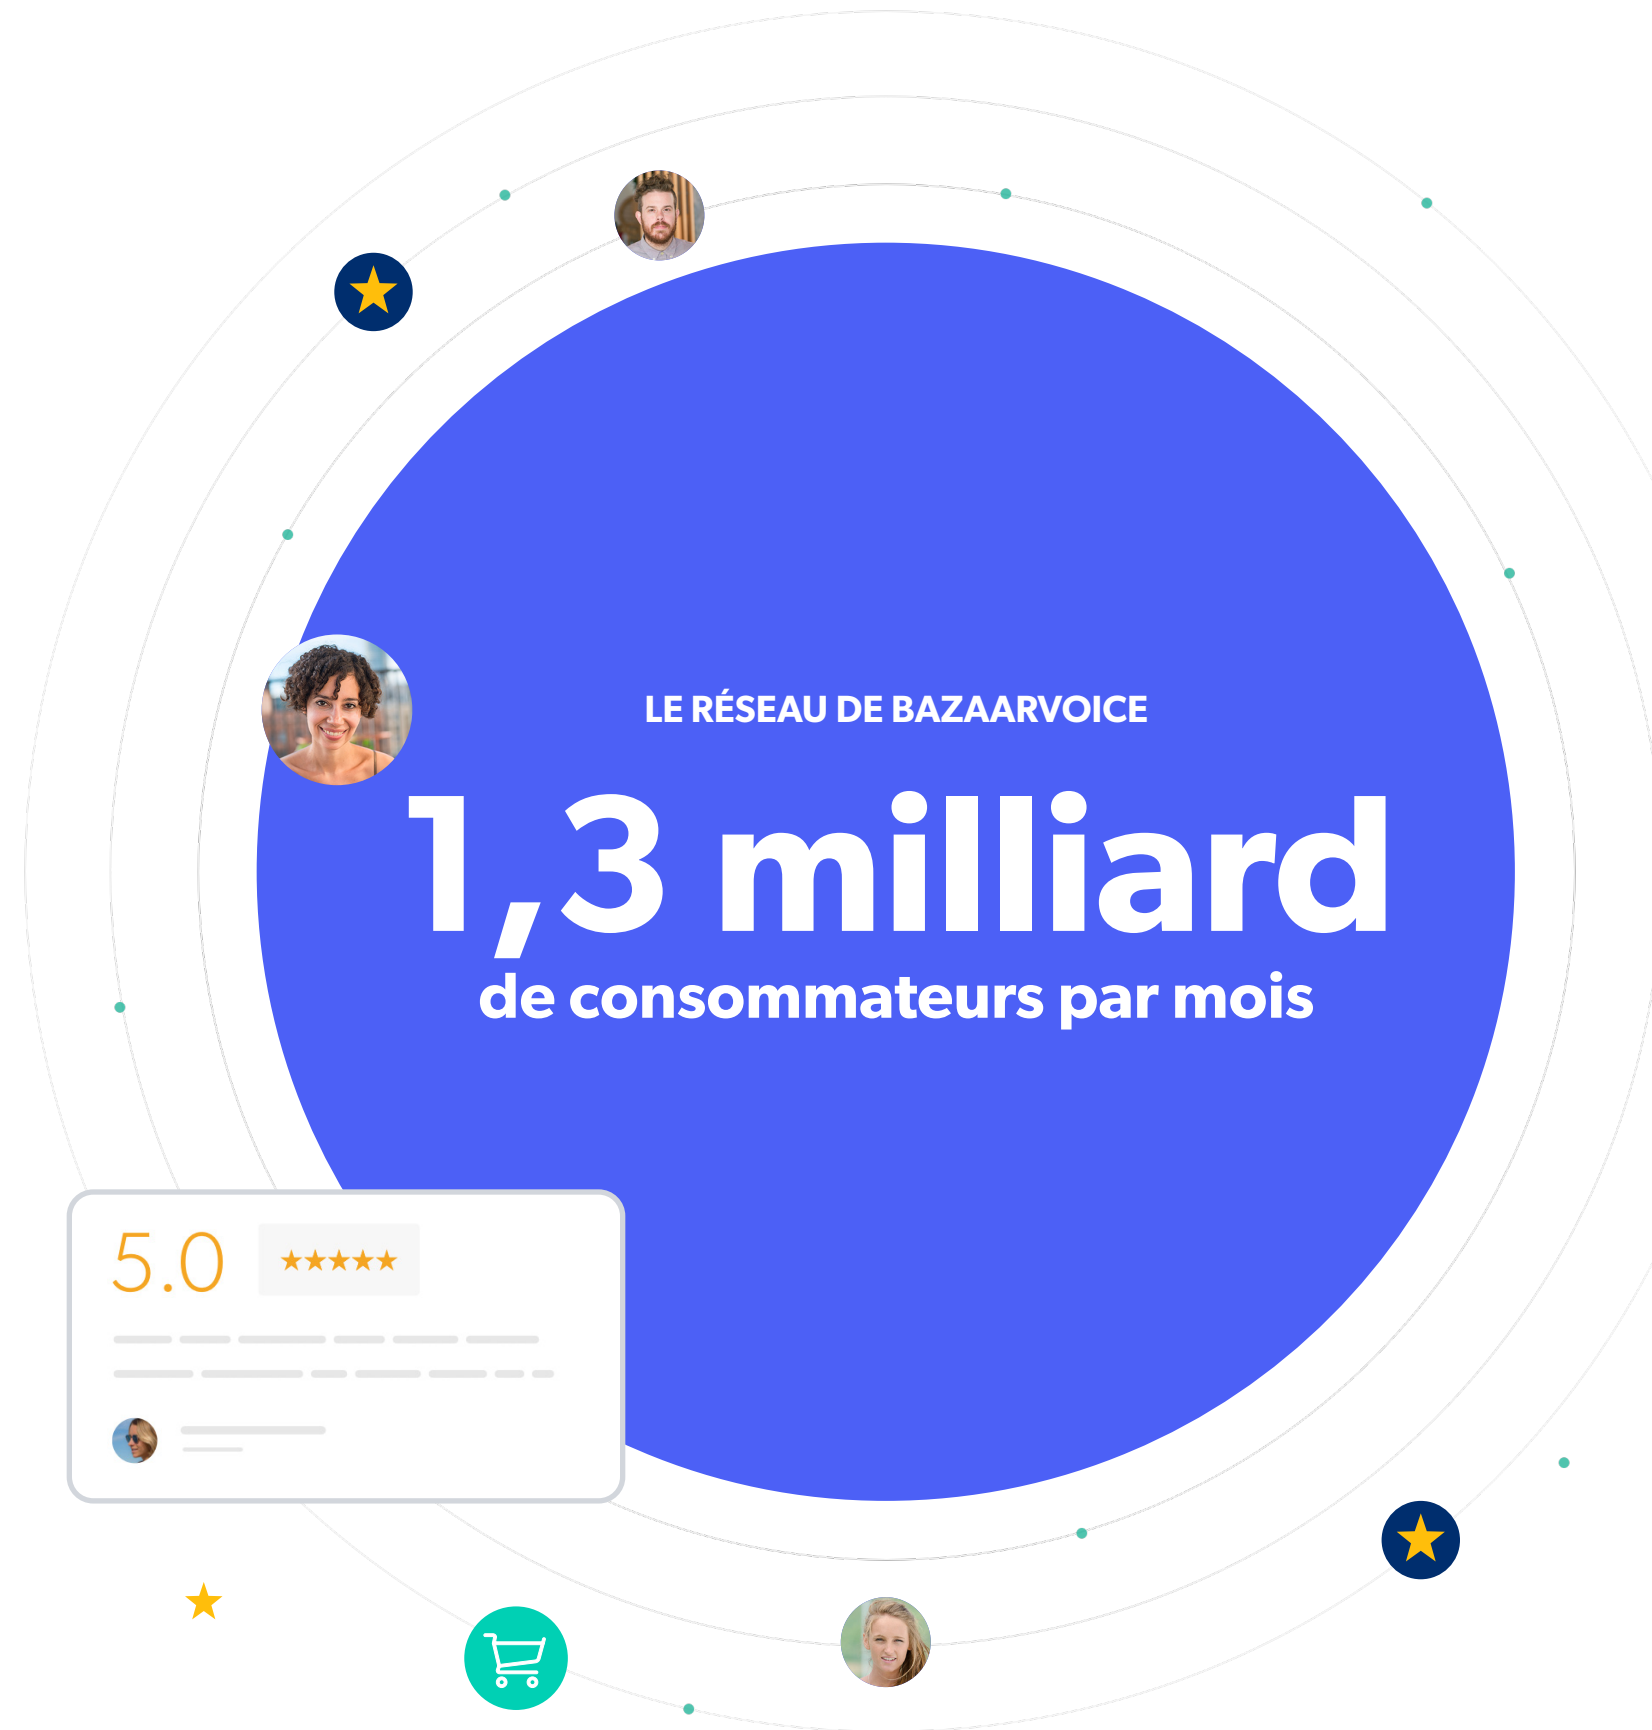 LE RÉSEAU DE BAZAARVOICE
1,3 milliard
de consommateurs par mois
5.0